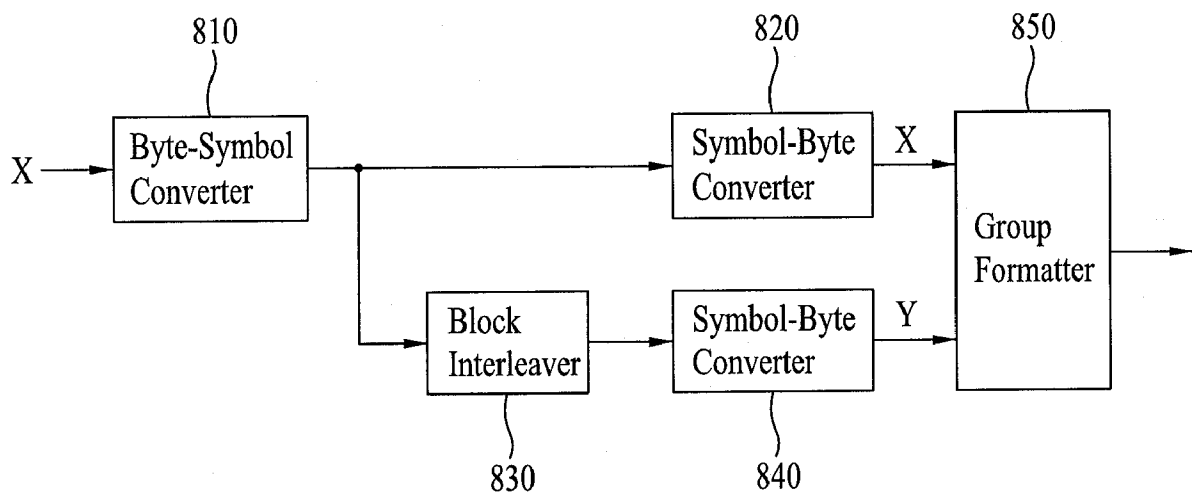 810
820
850
X
Byte-Symbol
Converter
Symbol-Byte
Converter
X
Group
Formatter
Block
Interleaver
Symbol-Byte
Converter
Y
830
840